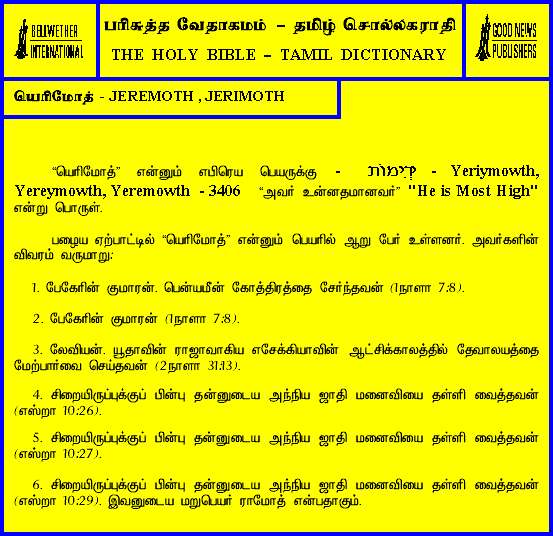 BELLWETHER
INTERNATIONAL
பரிசுத்த வேதாகமம் – தமிழ் சொல்லகராதி
THE HOLY BIBLE – TAMIL DICTIONARY
GOOD NEWS
PUBLISHERS
யெரிமோத் - JEREMOTH , JERIMOTH
“யெரிமோத்” என்னும் எபிரெய பெயருக்கு - - Yeriymowth,
Yereymowth, Yeremowth - 3406 “அவர் உன்னதமானவர்” "He is Most High"
என்று பொருள்.
பழைய ஏற்பாட்டில் “யெரிமோத்” என்னும் பெயரில் ஆறு பேர் உள்ளனர். அவர்களின்
விவரம் வருமாறு:
1. பேகேரின் குமாரன். பென்யமீன் கோத்திரத்தை சேர்ந்தவன் (1நாளா 7:8).
2. பேகேரின் குமாரன் (1நாளா 7:8).
3. லேவியன். யூதாவின் ராஜாவாகிய எசேக்கியாவின் ஆட்சிக்காலத்தில் தேவாலயத்தை
மேற்பார்வை செய்தவன் (2நாளா 31:13).
4. சிறையிருப்புக்குப் பின்பு தன்னுடைய அந்நிய ஜாதி மனைவியை தள்ளி வைத்தவன்
(எஸ்றா 10:26).
5. சிறையிருப்புக்குப் பின்பு தன்னுடைய அந்நிய ஜாதி மனைவியை தள்ளி வைத்தவன்
(எஸ்றா 10:27).
6. சிறையிருப்புக்குப் பின்பு தன்னுடைய அந்நிய ஜாதி மனைவியை தள்ளி வைத்தவன்
(எஸ்றா 10:29). இவனுடைய மறுபெயர் ராமோத் என்பதாகும்.